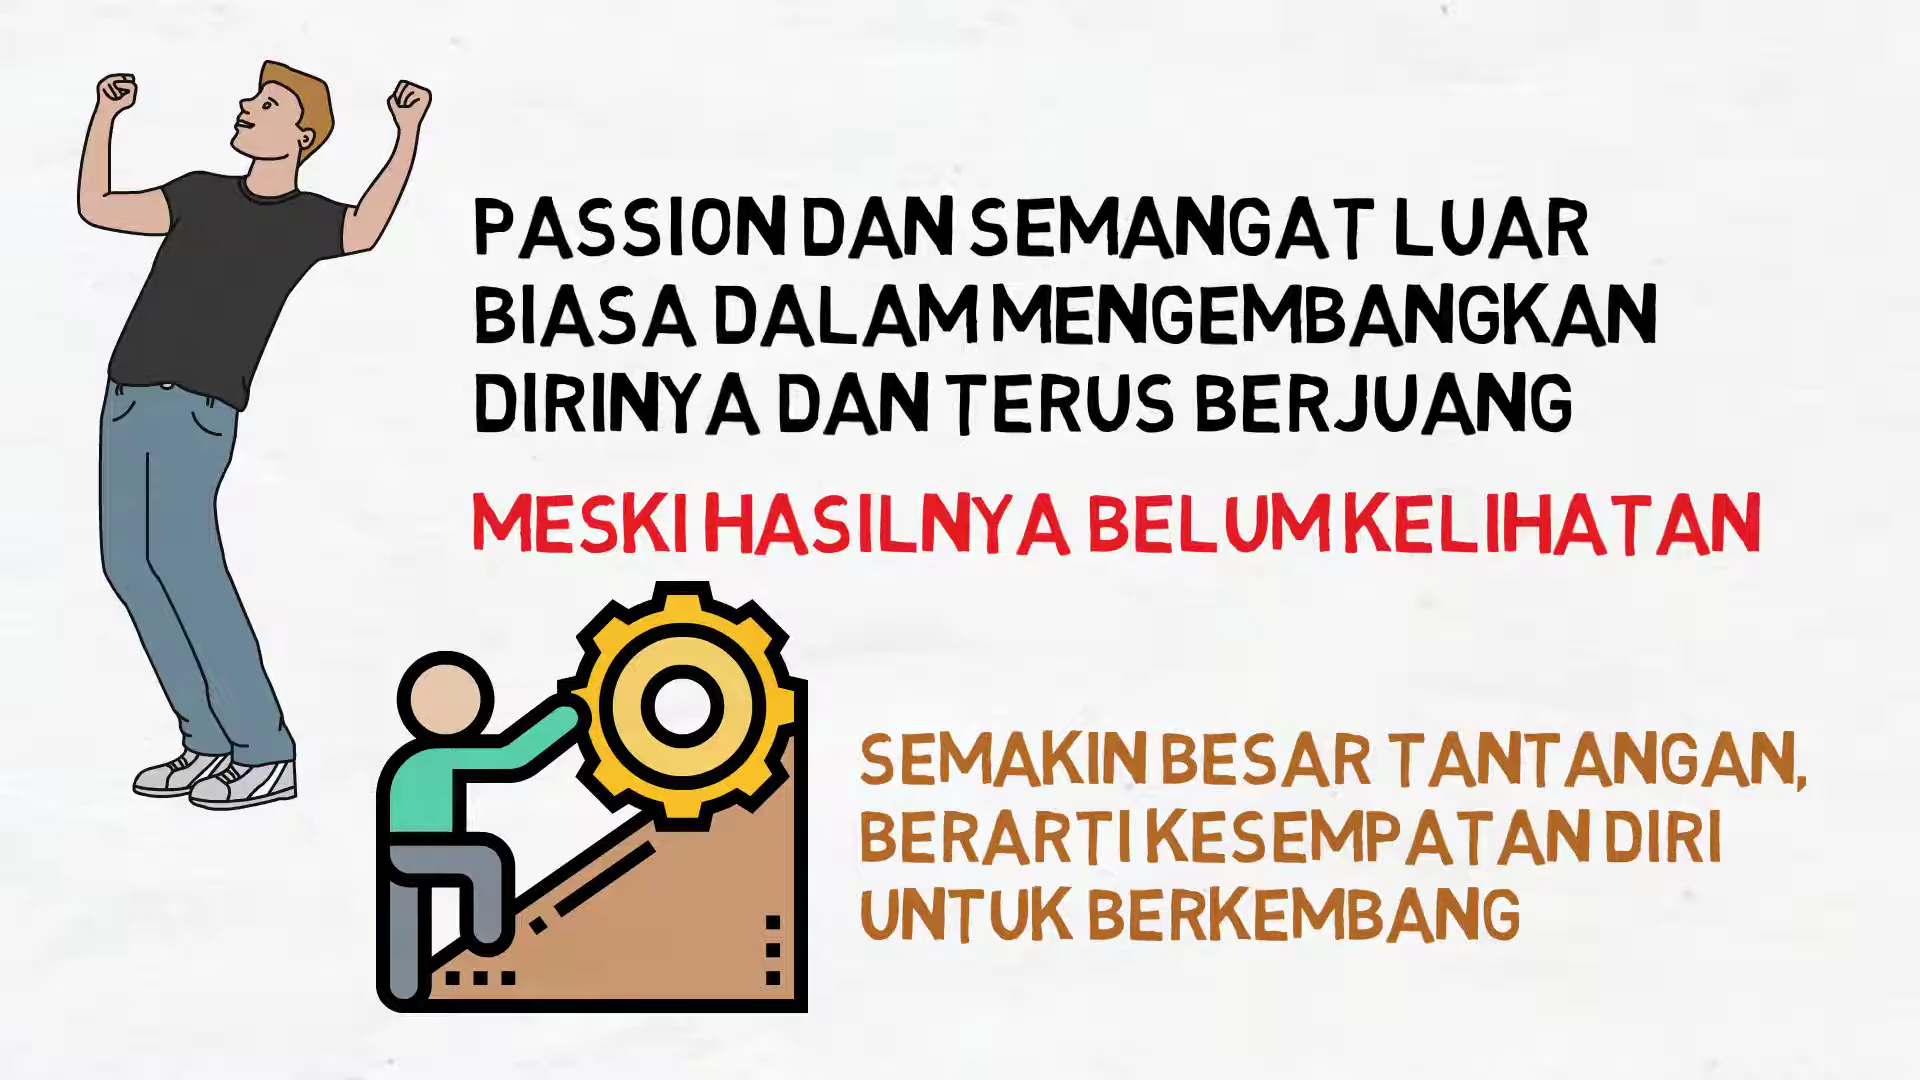 PASSION DAN SEMANGAT LUAR
BIASA DALAM MENGEMBANGKAN
DIRINYA DAN TERUS BERJUANG
MESKI HASILNYA BELUM KELIHATAN
SEMAKIN BESAR TANTANGAN,
BERARTI KESEMPATAN DIRI
UNTUK BERKEMBANG